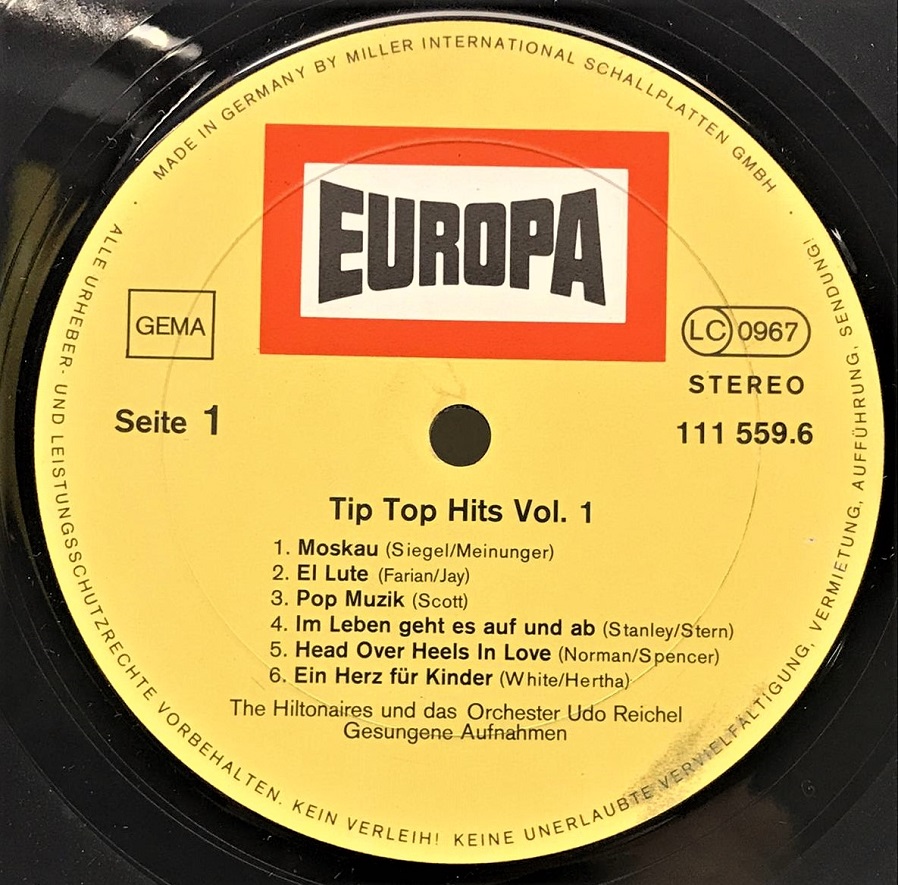 MADE IN GERMANY BY MILLER INTERNATIONAL SCHALLPLATTEN GMBH
EUROPA
GEMA
LC 0967
STEREO
Seite 1
111 559.6
Tip Top Hits Vol. 1
1. Moskau (Siegel/Meinunger)
2. El Lute (Farian/Jay)
3. Pop Muzik (Scott)
4. Im Leben geht es auf und ab (Stanley/Stern)
5. Head Over Heels In Love (Norman/Spencer)
6. Ein Herz für Kinder (White/Hertha)
The Hiltonaires und das Orchester Udo Reichel
Gesungene Aufnahmen
ALLE URHEBER- UND LEISTUNGSSCHUTZRECHTE VORBEHALTEN. KEIN VERLEIH! KEINE UNERLAUBTE VERVIELFÄLTIGUNG, VERMIETUNG, AUFFÜHRUNG, SENDUNG!